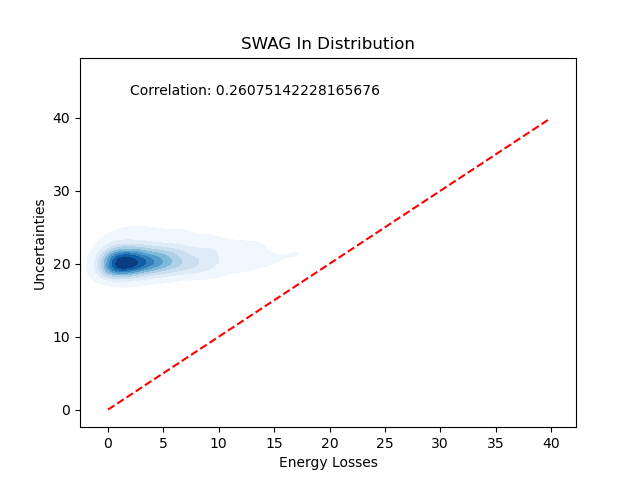 SWAG In Distribution
Correlation: 0.26075142228165676
40
30
20
10
0
Uncertainties
0 5 10 15 20 25 30 35 40
Energy Losses